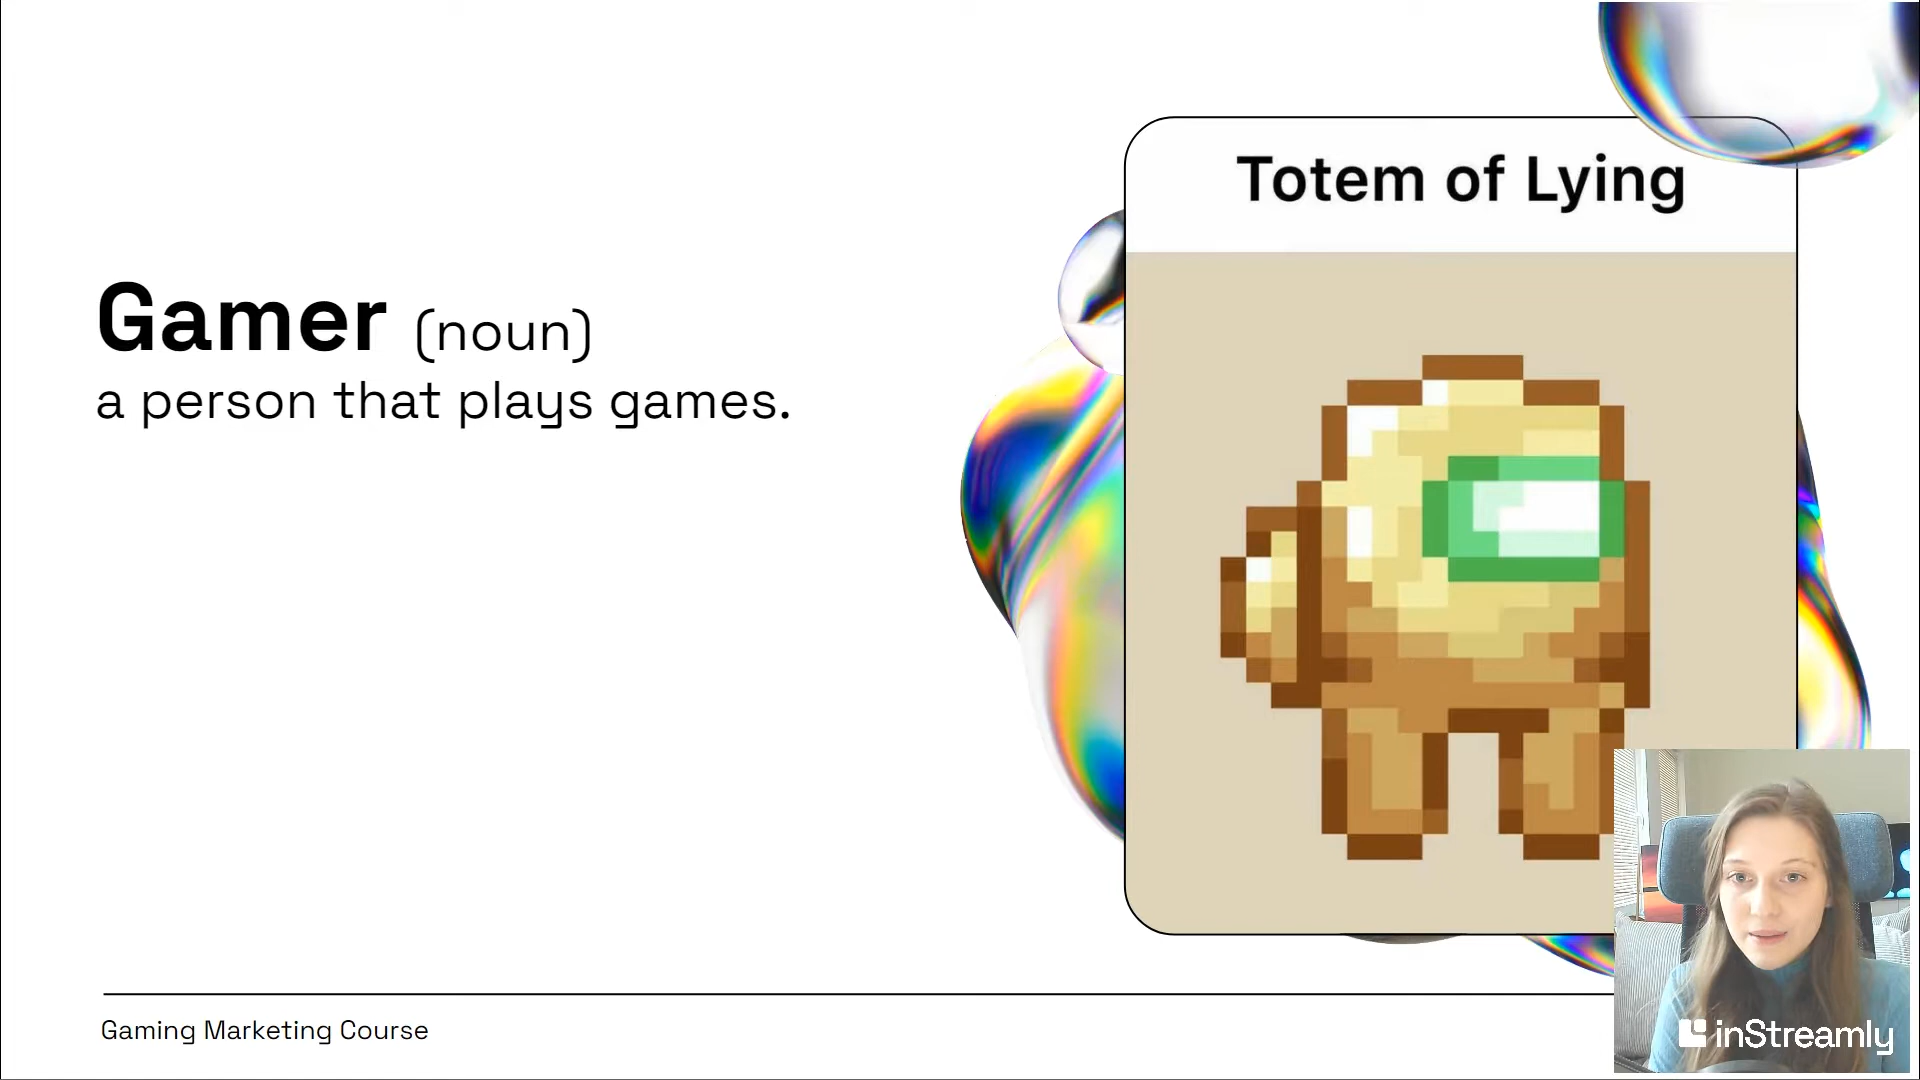 Totem of Lying
Gamer (noun)
a person that plays games.
Gaming Marketing Course
inStreamly